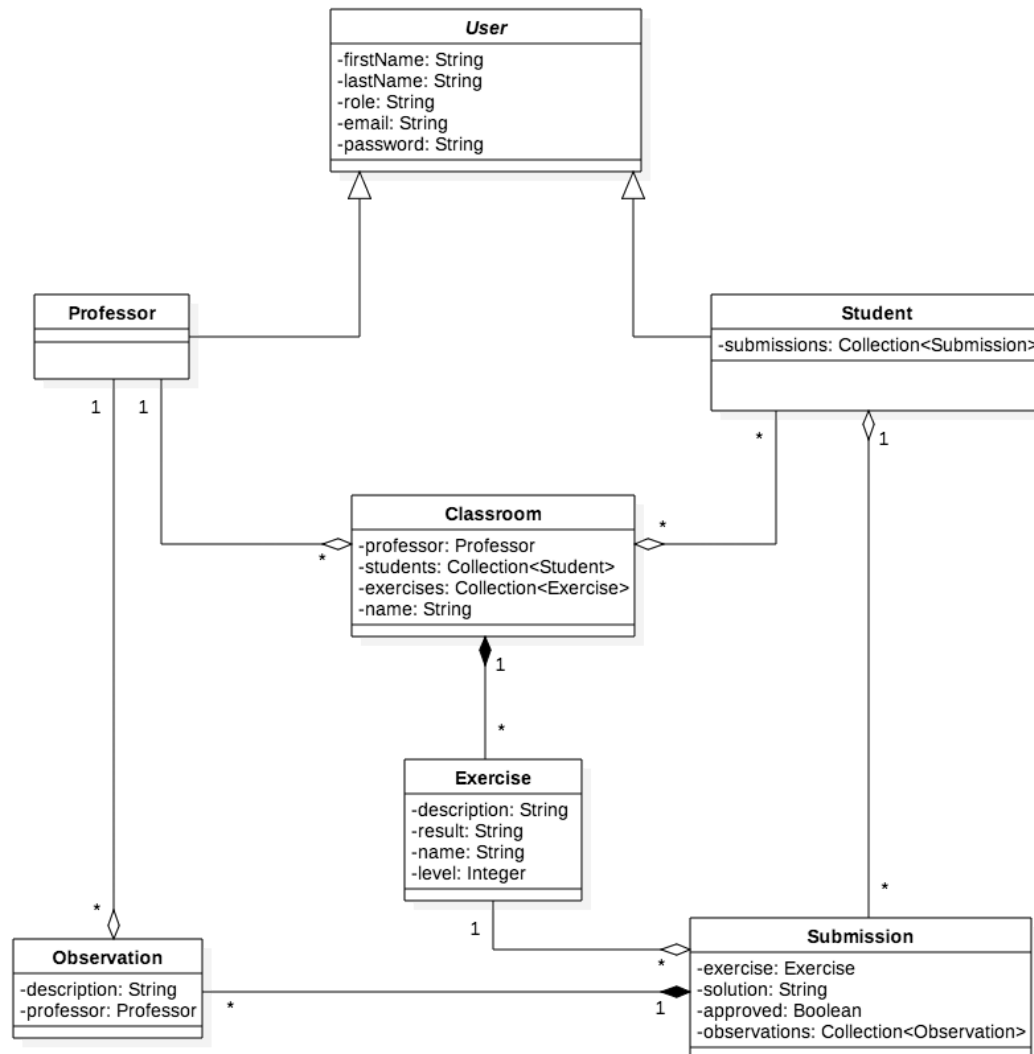 User
-firstName: String
-lastName: String
-role: String
-email: String
-password: String
Professor
Student
-submissions: Collection<Submission>
1
1
*
1
Classroom
-professor: Professor
-students: Collection<Student>
-exercises: Collection<Exercise>
-name: String
*
*
1
*
Exercise
-description: String
-result: String
-name: String
-level: Integer
*
*
1
*
Observation
-description: String
-professor: Professor
*
1
Submission
-exercise: Exercise
-solution: String
-approved: Boolean
-observations: Collection<Observation>